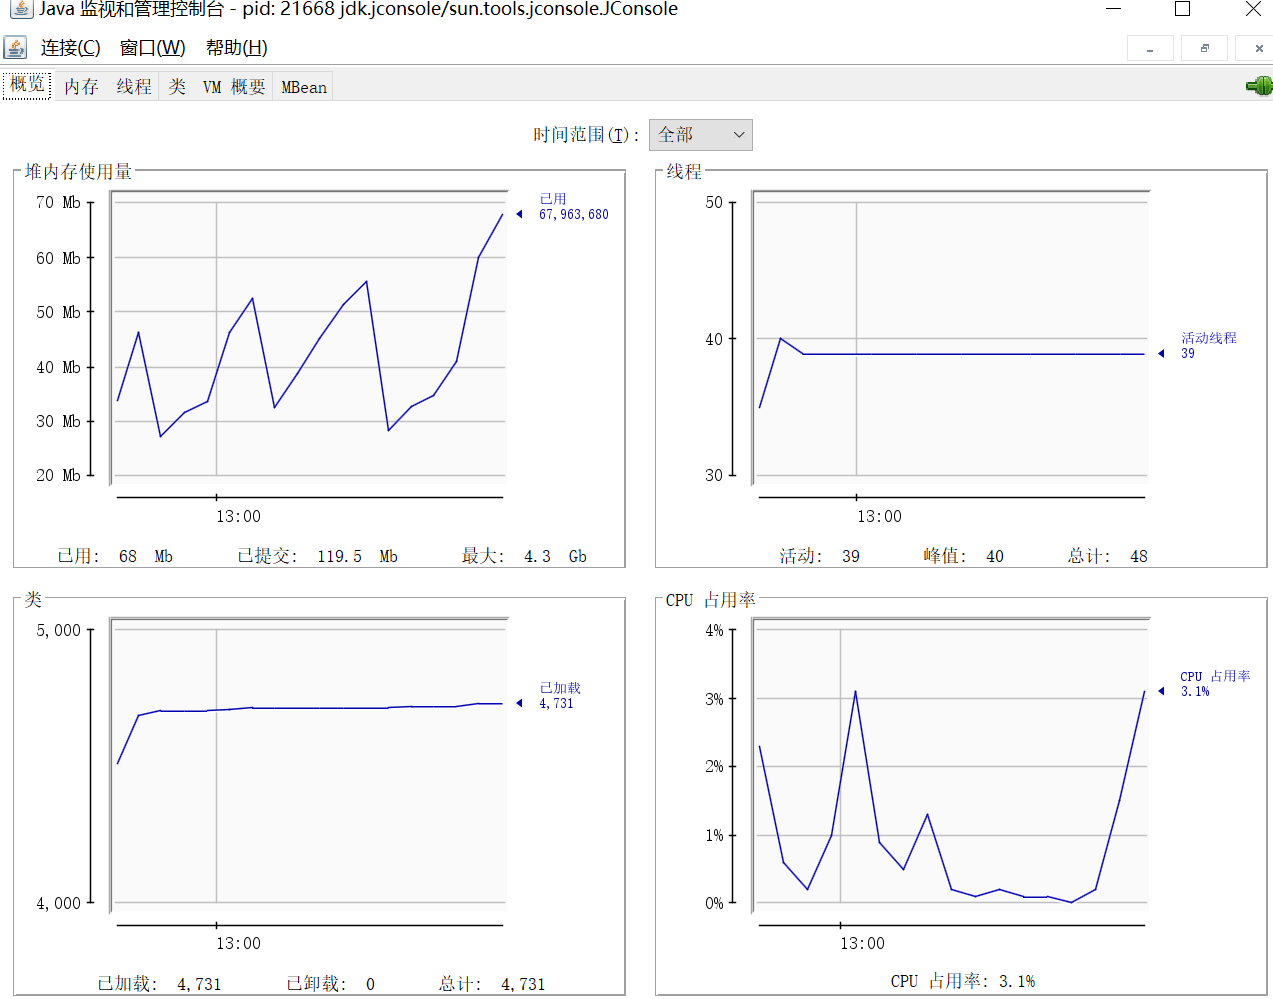 Java 监视和管理控制台 - pid: 21668 jdk.jconsole/sun.tools.jconsole.JConsole
连接(C) 窗口(W) 帮助(H)
概览 内存 线程 类 VM 概要 MBean
时间范围(T): 全部
堆内存使用量
70 Mb
60 Mb
50 Mb
40 Mb
30 Mb
20 Mb
已用
67,963,680
13:00
已用: 68 Mb 已提交: 119.5 Mb 最大: 4.3 Gb
线程
50
40
30
活动线程
39
13:00
活动: 39 峰值: 40 总计: 48
类
5,000
4,000
已加载
4,731
13:00
已加载: 4,731 已卸载: 0 总计: 4,731
CPU 占用率
4%
3%
2%
1%
0%
CPU 占用率
3.1%
13:00
CPU 占用率: 3.1%